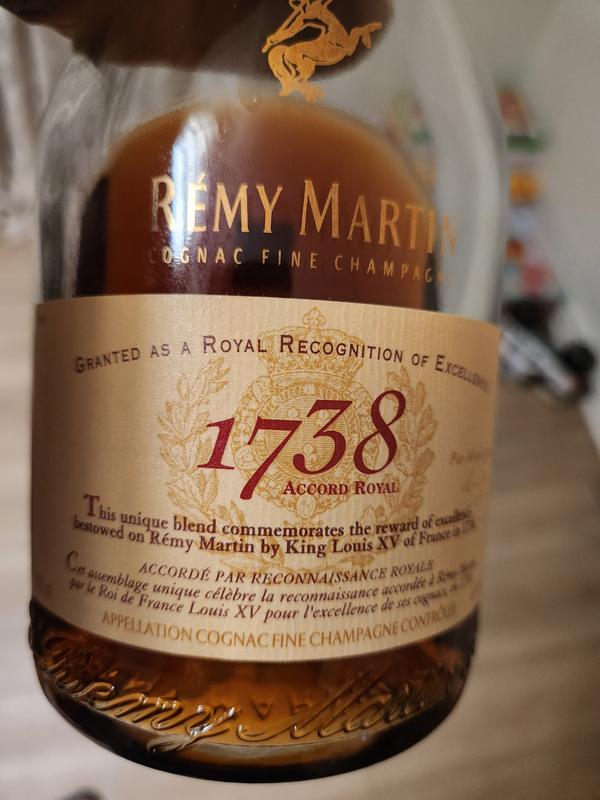 RÉMY MARTIN
COGNAC FINE CHAMPAGN
GRANTED AS A ROYAL RECOGNITION OF EXCELLENCE
1738
ACCORD ROYAL
This unique blend commemorates the reward of excellence
bestowed on Rémy Martin by King Louis XV of France in 1738.
ACCORDÉ PAR RECONNAISSANCE ROYALE
Cet assemblage unique célèbre la reconnaissance accordée à Rémy Martin
par le Roi de France Louis XV pour l'excellence de ses cognacs, en 1738.
APPELLATION COGNAC FINE CHAMPAGNE CONTRÔLÉE
Rémy Martin